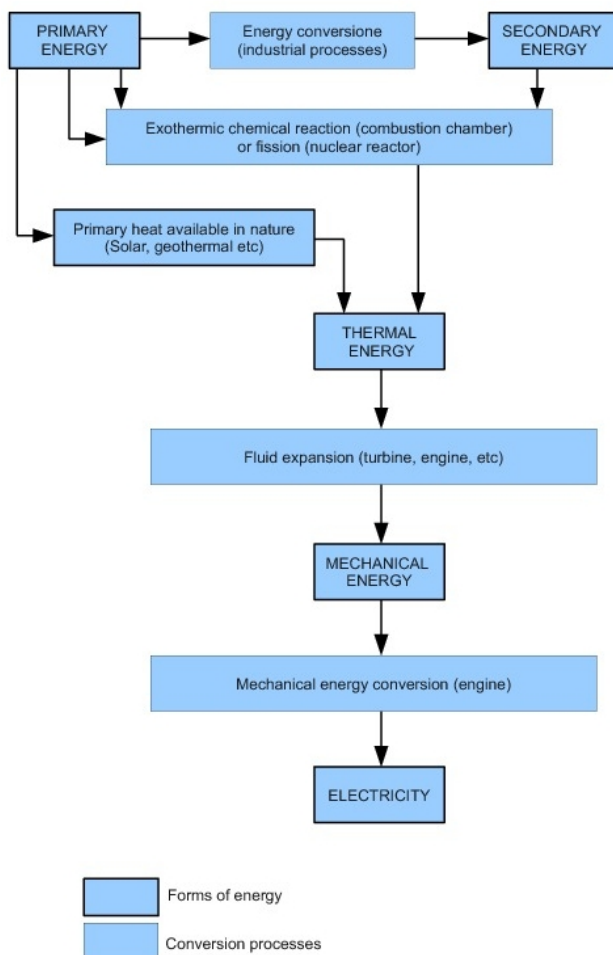 PRIMARY
ENERGY
Energy conversione
(industrial processes)
SECONDARY
ENERGY
Exothermic chemical reaction (combustion chamber)
or fission (nuclear reactor)
Primary heat available in nature
(Solar, geothermal etc)
THERMAL
ENERGY
Fluid expansion (turbine, engine, etc)
MECHANICAL
ENERGY
Mechanical energy conversion (engine)
ELECTRICITY
Forms of energy
Conversion processes